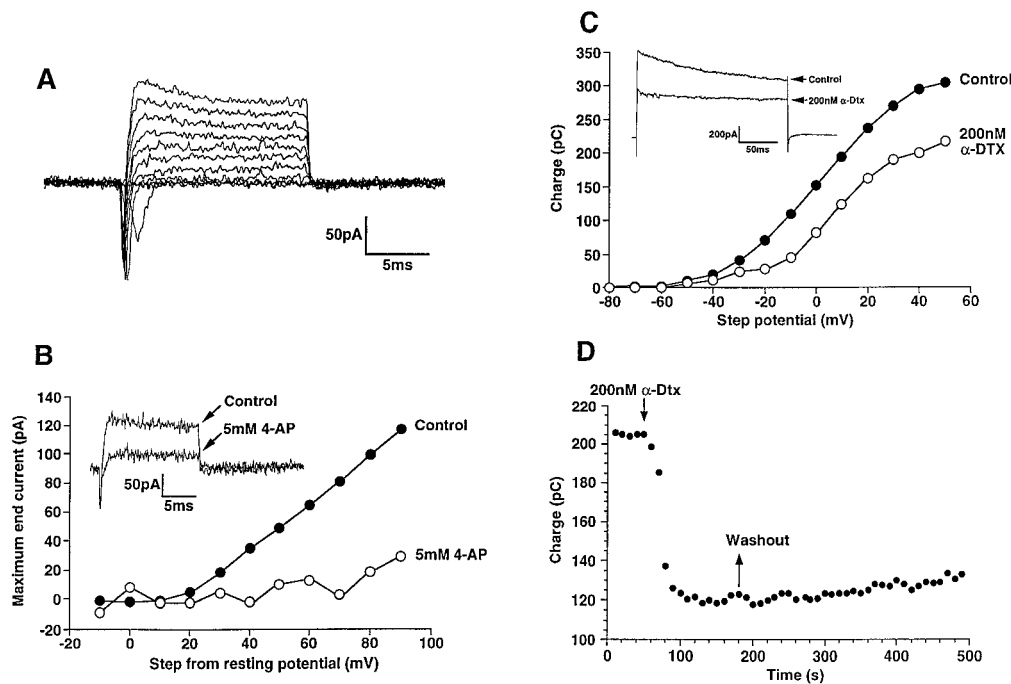 A
50pA
5ms
B
Maximum end current (pA)
140
120
100
80
60
40
20
0
-20
-20
0
20
40
60
80
100
Step from resting potential (mV)
Control
5mM 4-AP
50pA
5ms
Control
5mM 4-AP
C
Charge (pC)
350
300
250
200
150
100
50
0
-80
-60
-40
-20
0
20
40
60
Step potential (mV)
Control
200nM α-Dtx
200pA
50ms
Control
200nM
α-DTX
D
200nM α-Dtx
Charge (pC)
220
200
180
160
140
120
100
0
100
200
300
400
500
Time (s)
Washout